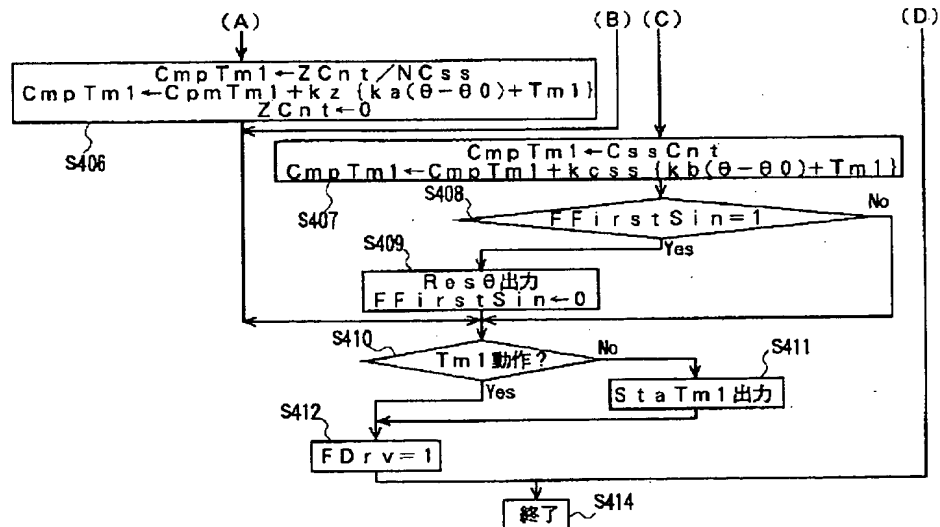 (A)
(B)
(C)
(D)
CmpTm1←ZCnt/NCss
CmpTm1←CpmTm1+kz{ka(θ-θ0)+Tm1}
ZCnt←0
S406
CmpTm1←CssCnt
CmpTm1←CmpTm1+kcss{kb(θ-θ0)+Tm1}
S407
S408
FFirstSin=1
No
Yes
S409
Resθ出力
FFirstSin←0
S410
Tm1動作?
No
Yes
S411
StaTm1出力
S412
FDrv=1
終了
S414